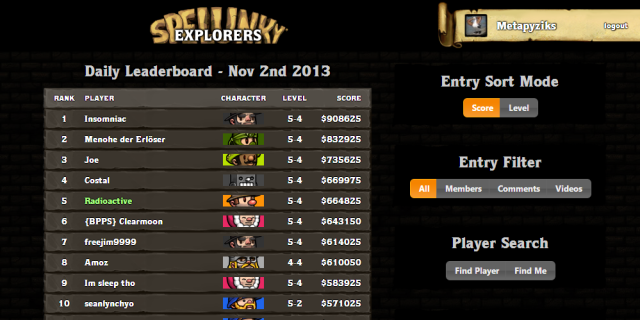 SPELUNKY
EXPLORERS
Metapyziks
logout
Daily Leaderboard - Nov 2nd 2013
RANK PLAYER CHARACTER LEVEL SCORE
1 Insomniac 5-4 $908625
2 Menohe der Erlöser 5-4 $832925
3 Joe 5-4 $735625
4 Costal 5-4 $669975
5 Radioactive 5-4 $664825
6 {BPPS} Clearmoon 5-4 $643150
7 freejim9999 5-4 $614025
8 Amoz 4-4 $610050
9 Im sleep tho 5-4 $583925
10 seanlynchyo 5-2 $571025
Entry Sort Mode
Score Level
Entry Filter
All Members Comments Videos
Player Search
Find Player Find Me